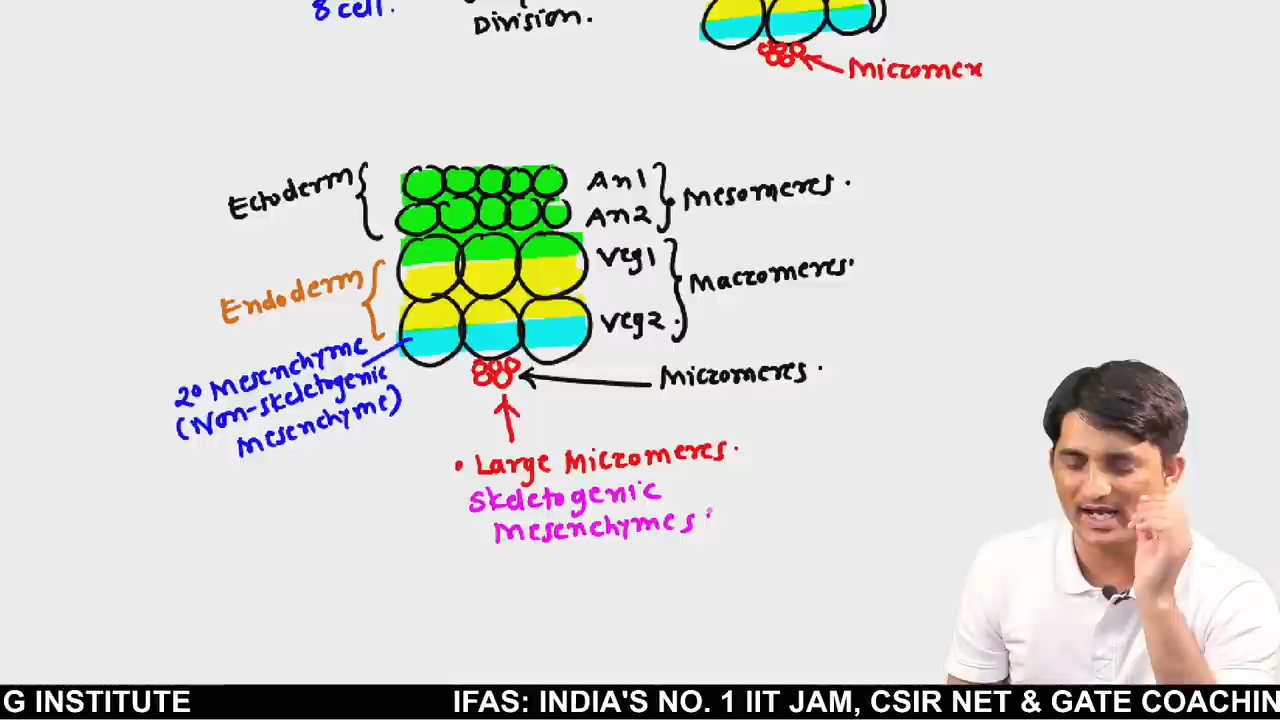 8 cell.
Division.
Micromex
Ectoderm
An1
An2
Mesomeres.
Endoderm
Veg1
Veg2.
Macromeres.
2° Mesenchyme
(Non-skeletogenic
Mesenchyme)
Micromeres.
• Large Micromeres.
Skeletogenic
Mesenchymes.
G INSTITUTE
IFAS: INDIA'S NO. 1 IIT JAM, CSIR NET & GATE COACHIN